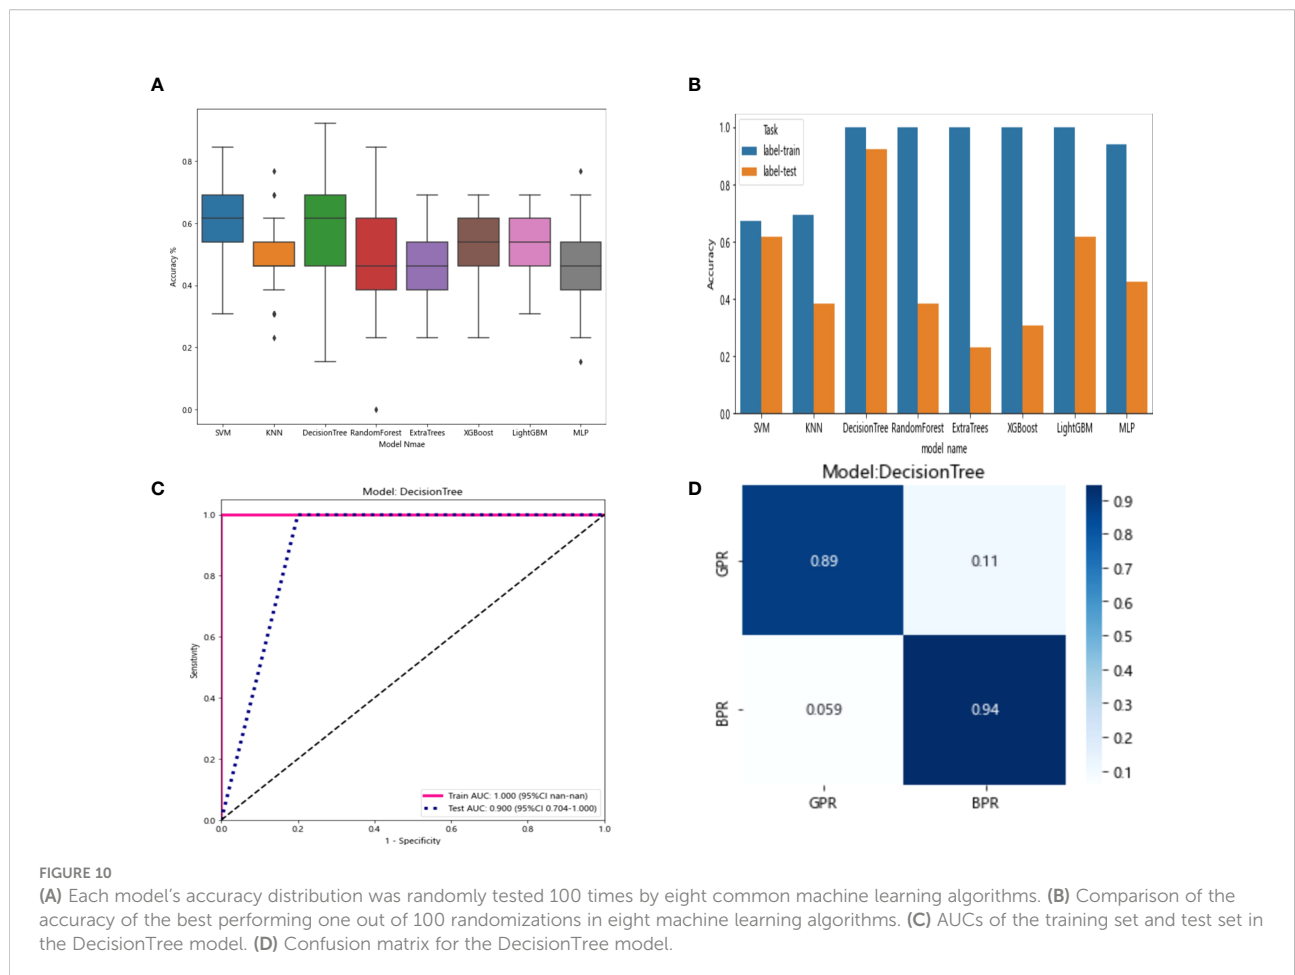 A
Accuracy %
0.8
0.6
0.4
0.2
0.0
SVM KNN DecisionTree RandomForest ExtraTrees XGBoost LightGBM MLP
Model Nmae
B
Accuracy
1.0
0.8
0.6
0.4
0.2
0.0
Task
label-train
label-test
SVM KNN DecisionTree RandomForest ExtraTrees XGBoost LightGBM MLP
model name
C
Model: DecisionTree
Sensitivity
1.0
0.8
0.6
0.4
0.2
0.0
Train AUC: 1.000 (95%CI nan-nan)
Test AUC: 0.900 (95%CI 0.704-1.000)
0.0 0.2 0.4 0.6 0.8 1.0
1 - Specificity
D
Model:DecisionTree
GPR
0.89 0.11
BPR
0.059 0.94
GPR BPR
0.9
0.8
0.7
0.6
0.5
0.4
0.3
0.2
0.1
FIGURE 10
(A) Each model's accuracy distribution was randomly tested 100 times by eight common machine learning algorithms. (B) Comparison of the
accuracy of the best performing one out of 100 randomizations in eight machine learning algorithms. (C) AUCs of the training set and test set in
the DecisionTree model. (D) Confusion matrix for the DecisionTree model.